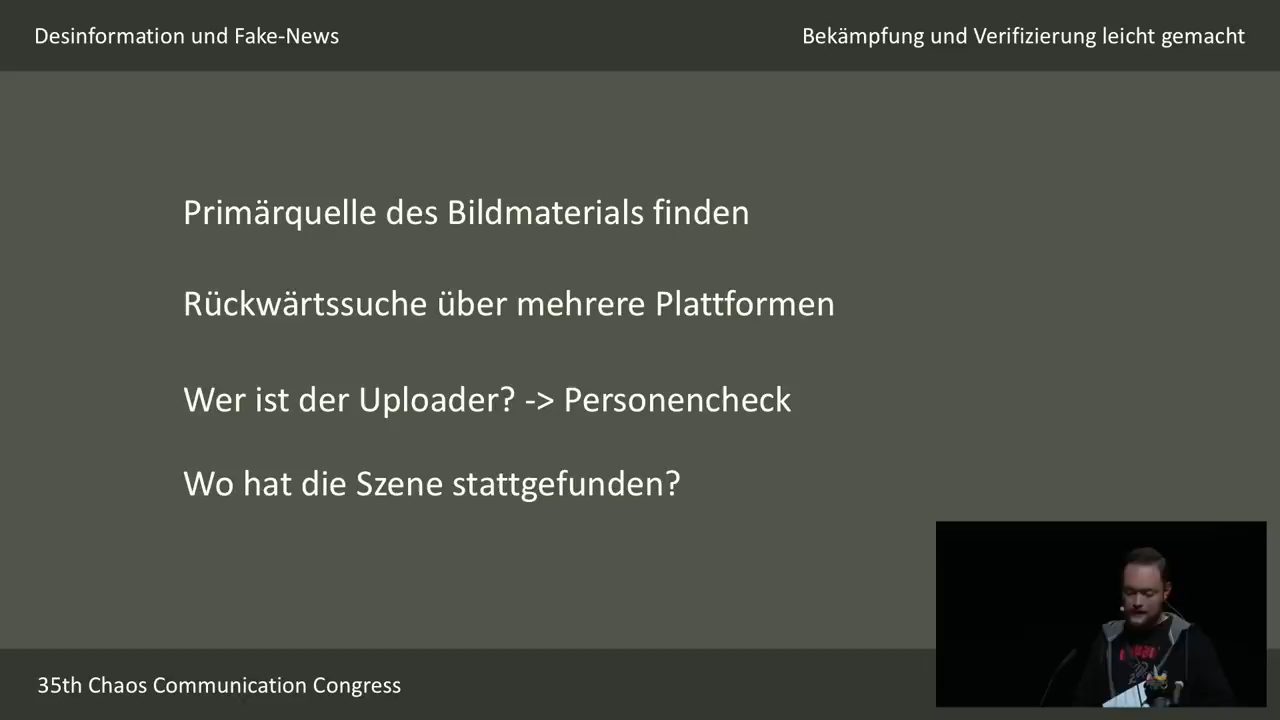 Desinformation und Fake-News
Bekämpfung und Verifizierung leicht gemacht
Primärquelle des Bildmaterials finden
Rückwärtssuche über mehrere Plattformen
Wer ist der Uploader? -> Personencheck
Wo hat die Szene stattgefunden?
35th Chaos Communication Congress